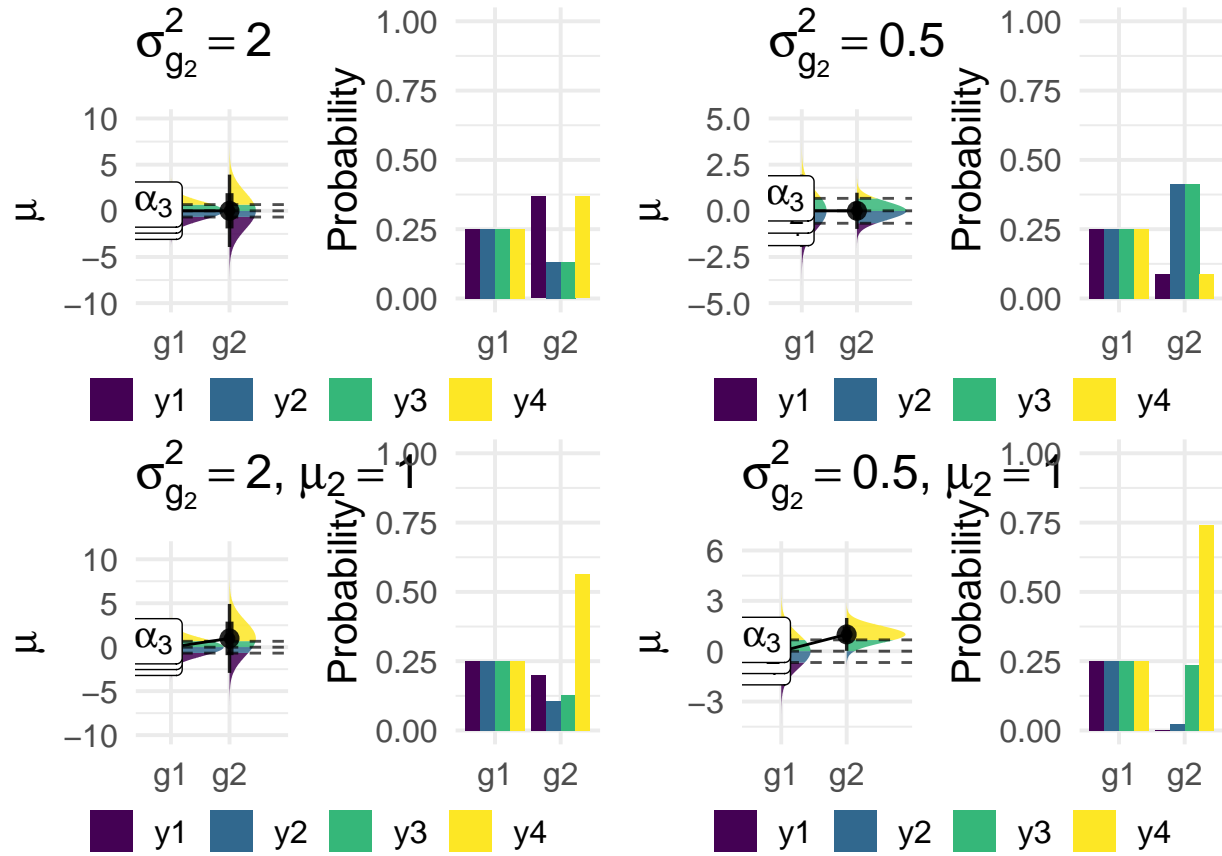 σ²g₂ = 2
μ
10
5
0
−5
−10
α₃
g1 g2
Probability
1.00
0.75
0.50
0.25
0.00
g1 g2
y1 y2 y3 y4
σ²g₂ = 0.5
μ
5.0
2.5
0.0
−2.5
−5.0
α₃
g1 g2
Probability
1.00
0.75
0.50
0.25
0.00
g1 g2
y1 y2 y3 y4
σ²g₂ = 2, μ₂ = 1
μ
10
5
0
−5
−10
α₃
g1 g2
Probability
1.00
0.75
0.50
0.25
0.00
g1 g2
y1 y2 y3 y4
σ²g₂ = 0.5, μ₂ = 1
μ
6
3
0
−3
α₃
g1 g2
Probability
1.00
0.75
0.50
0.25
0.00
g1 g2
y1 y2 y3 y4